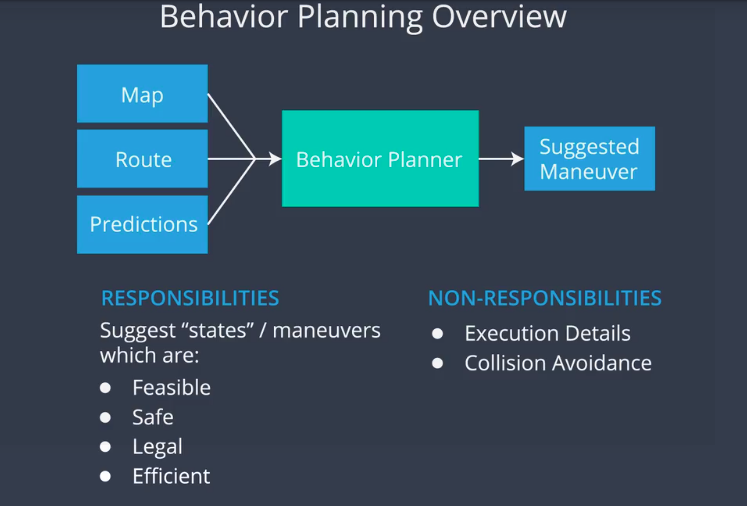 Behavior Planning Overview
Map
Route
Predictions
Behavior Planner
Suggested
Maneuver
RESPONSIBILITIES
Suggest “states” / maneuvers
which are:
● Feasible
● Safe
● Legal
● Efficient
NON-RESPONSIBILITIES
● Execution Details
● Collision Avoidance